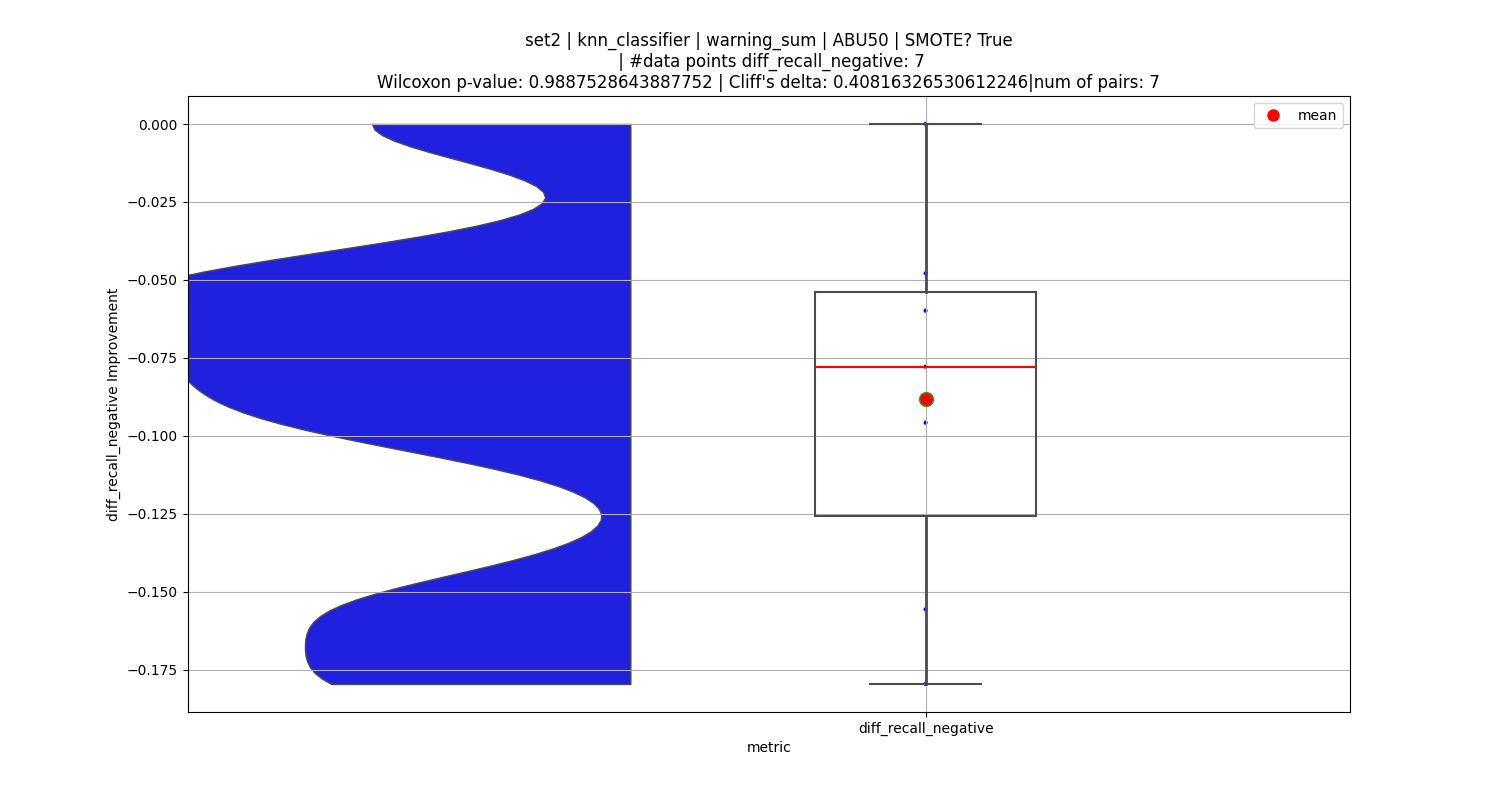 set2 | knn_classifier | warning_sum | ABU50 | SMOTE? True
| #data points diff_recall_negative: 7
Wilcoxon p-value: 0.9887528643887752 | Cliff's delta: 0.40816326530612246|num of pairs: 7
mean
0.000
−0.025
−0.050
−0.075
−0.100
−0.125
−0.150
−0.175
diff_recall_negative Improvement
diff_recall_negative
metric